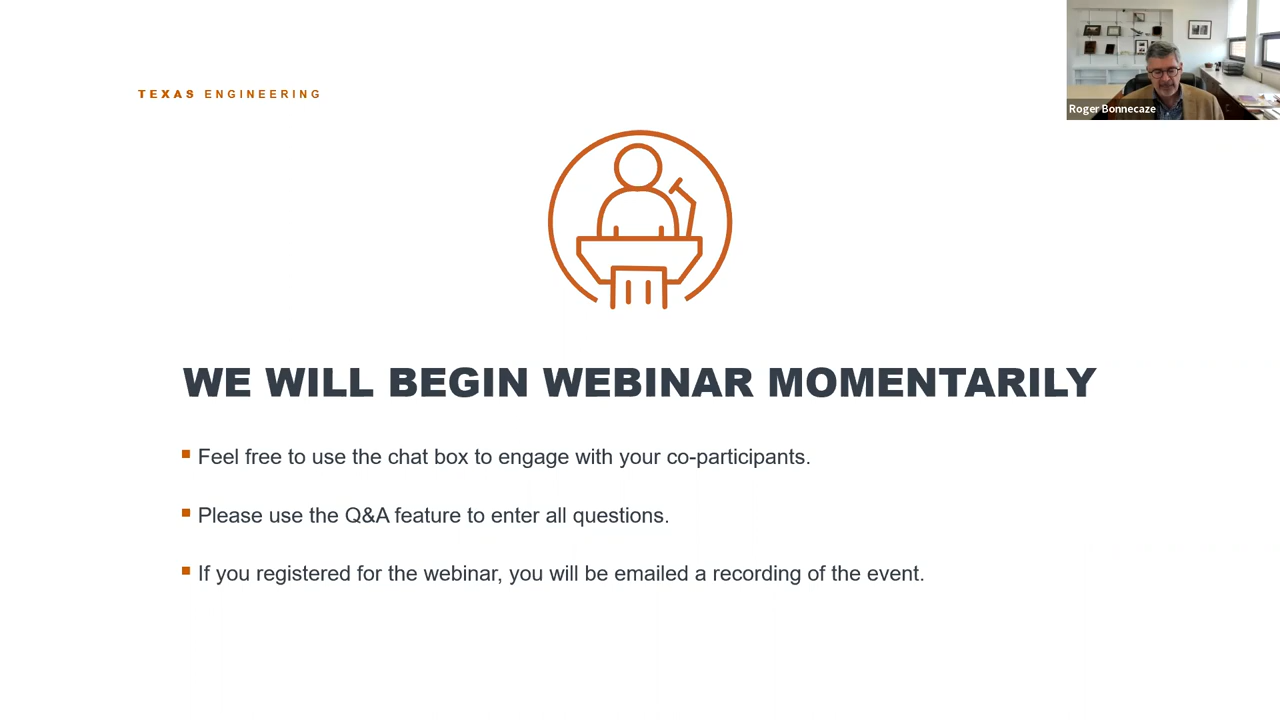 TEXAS ENGINEERING
Roger Bonnecaze
WE WILL BEGIN WEBINAR MOMENTARILY
Feel free to use the chat box to engage with your co-participants.
Please use the Q&A feature to enter all questions.
If you registered for the webinar, you will be emailed a recording of the event.